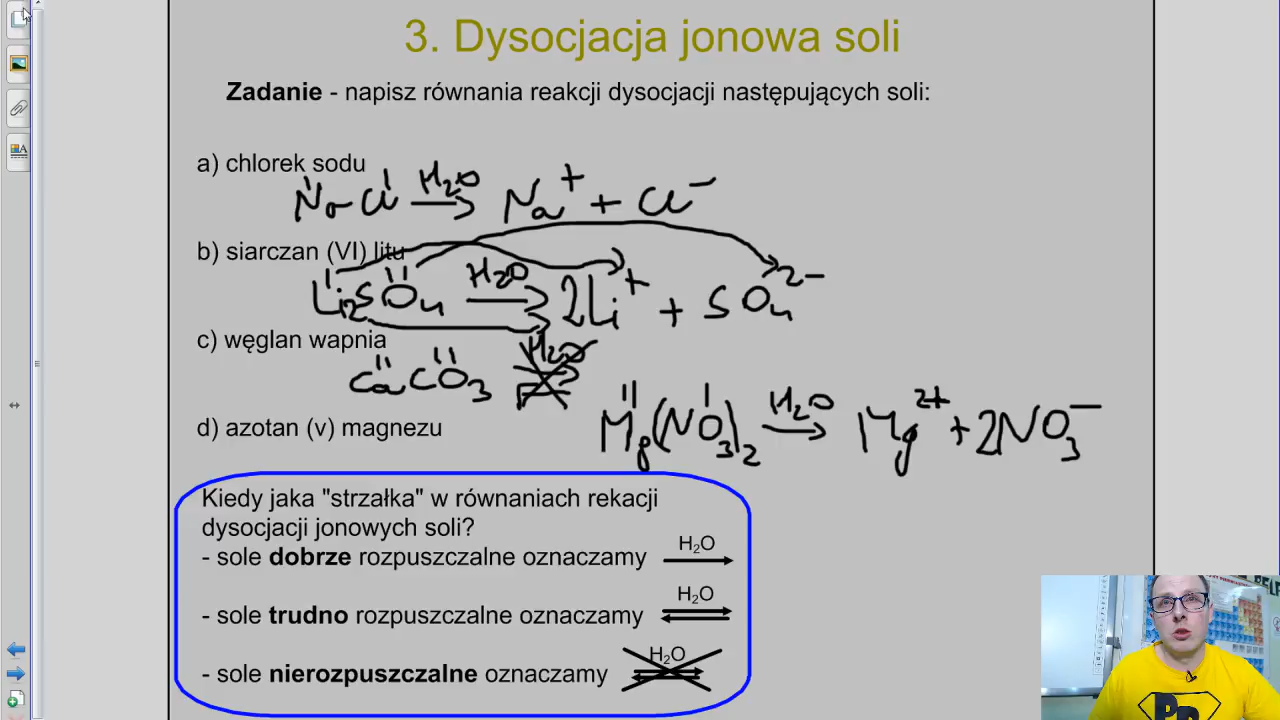 3. Dysocjacja jonowa soli
Zadanie - napisz równania reakcji dysocjacji następujących soli:
a) chlorek sodu
NaCl H₂O → Na⁺ + Cl⁻
b) siarczan (VI) litu
Li₂SO₄ H₂O → 2Li⁺ + SO₄²⁻
c) węglan wapnia
CaCO₃ H₂O
d) azotan (v) magnezu
Mg(NO₃)₂ H₂O → Mg²⁺ + 2NO₃⁻
Kiedy jaka "strzałka" w równaniach rekacji
dysocjacji jonowych soli?
- sole dobrze rozpuszczalne oznaczamy H₂O
- sole trudno rozpuszczalne oznaczamy H₂O
- sole nierozpuszczalne oznaczamy H₂O